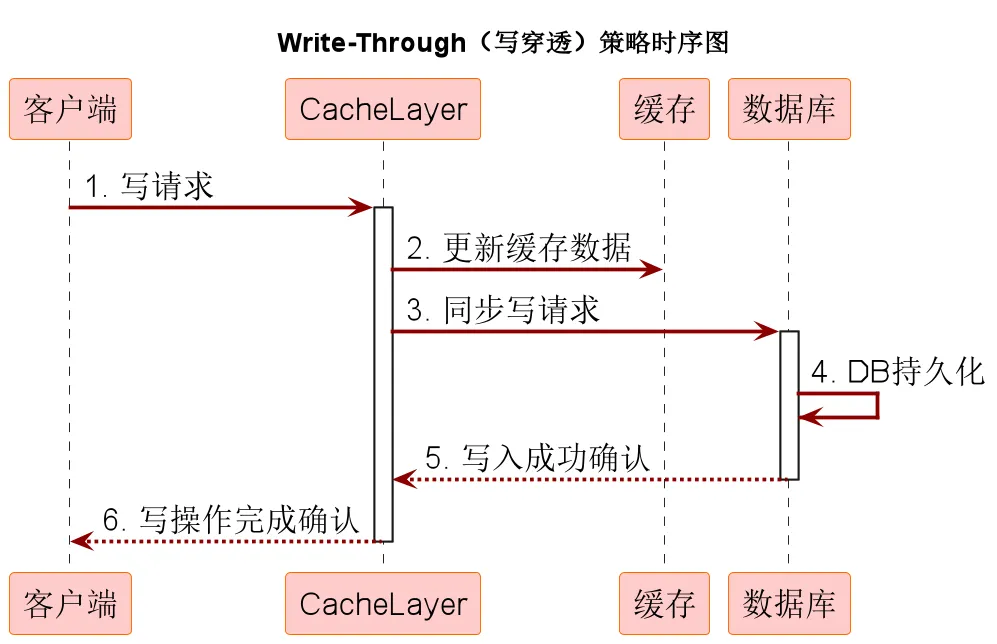 Write-Through（写穿透）策略时序图
客户端 CacheLayer 缓存 数据库
1. 写请求
2. 更新缓存数据
3. 同步写请求
4. DB持久化
5. 写入成功确认
6. 写操作完成确认
客户端 CacheLayer 缓存 数据库